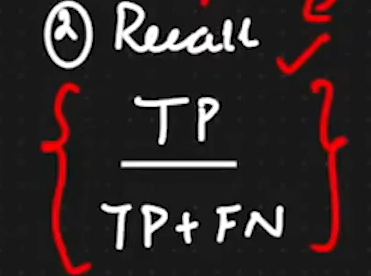 ② Recall
TP
TP + FN